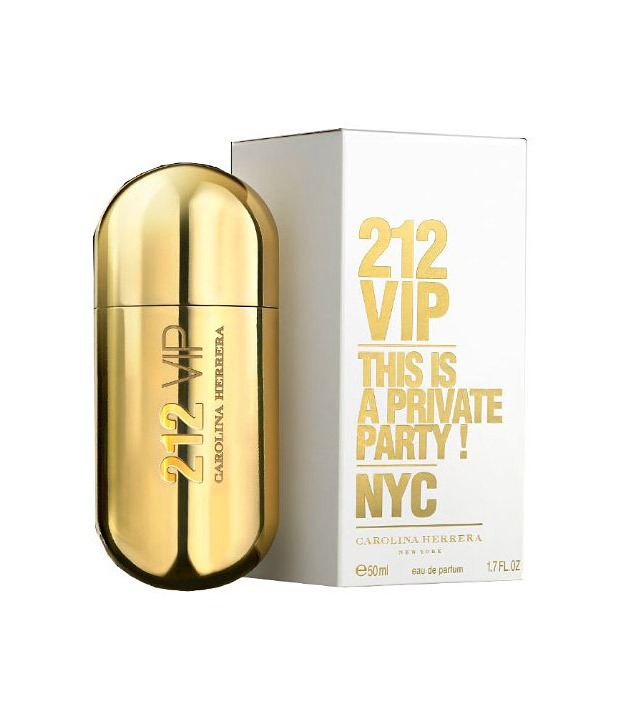 212 VIP
CAROLINA HERRERA
212
VIP
THIS IS
A PRIVATE
PARTY !
NYC
CAROLINA HERRERA
NEW YORK
℮50ml eau de parfum 1.7 FL.OZ